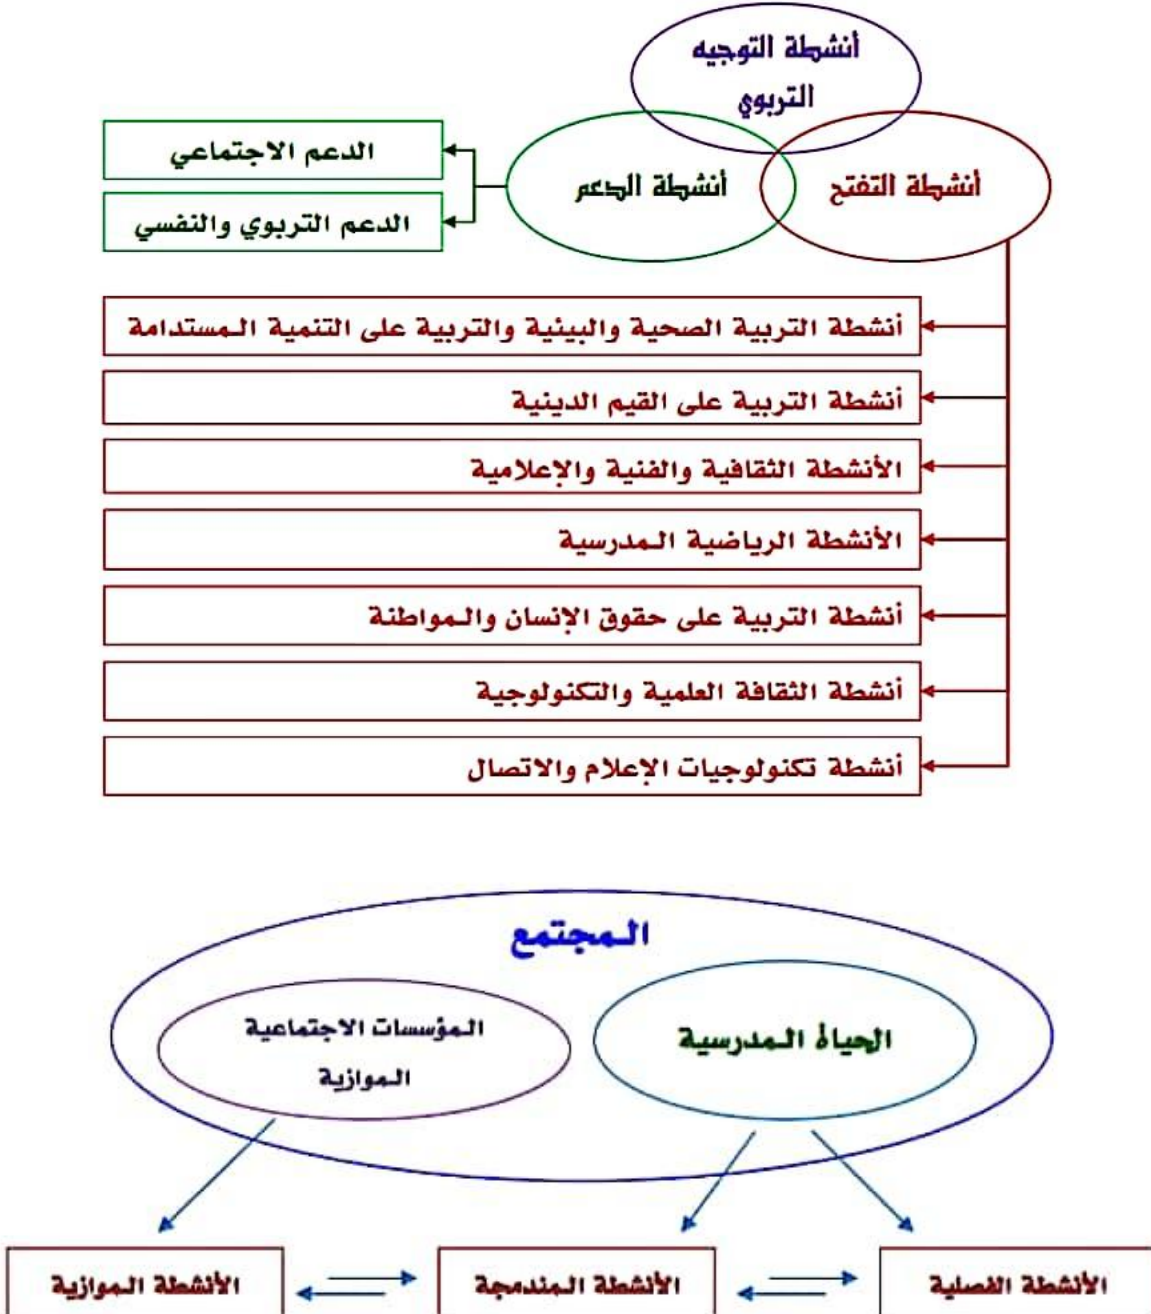 أنشطة التوجيه
التربوي
أنشطة التفتح
أنشطة الدعم
الدعم الاجتماعي
الدعم التربوي والنفسي
أنشطة التربية الصحية والبيئية والتربية على التنمية المستدامة
أنشطة التربية على القيم الدينية
الأنشطة الثقافية والفنية والإعلامية
الأنشطة الرياضية المدرسية
أنشطة التربية على حقوق الإنسان والمواطنة
أنشطة الثقافة العلمية والتكنولوجية
أنشطة تكنولوجيات الإعلام والاتصال
المجتمع
الحياة المدرسية
المؤسسات الاجتماعية
الموازية
الأنشطة الفصلية
الأنشطة المندمجة
الأنشطة الموازية